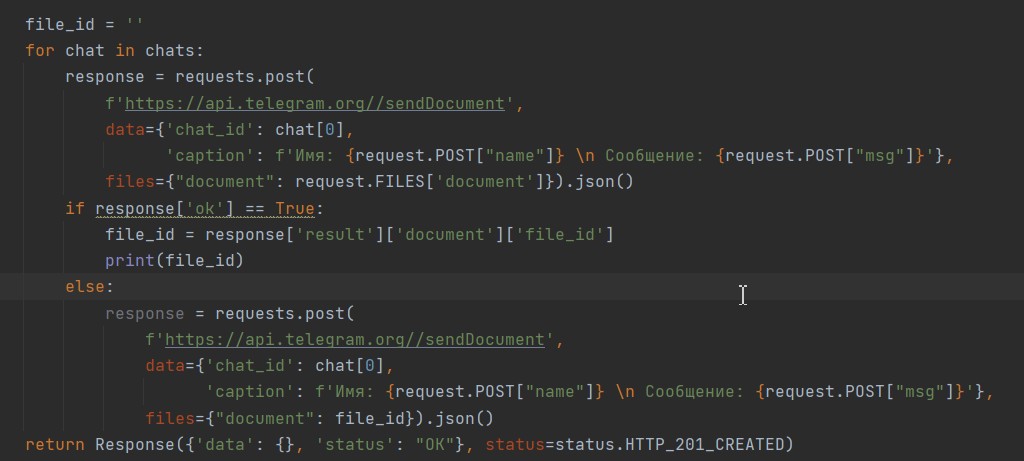 file_id = ''
for chat in chats:
    response = requests.post(
        f'https://api.telegram.org//sendDocument',
        data={'chat_id': chat[0],
              'caption': f'Имя: {request.POST["name"]} \n Сообщение: {request.POST["msg"]}'},
        files={"document": request.FILES['document']}).json()
    if response['ok'] == True:
        file_id = response['result']['document']['file_id']
        print(file_id)
    else:
        response = requests.post(
            f'https://api.telegram.org//sendDocument',
            data={'chat_id': chat[0],
                  'caption': f'Имя: {request.POST["name"]} \n Сообщение: {request.POST["msg"]}'},
            files={"document": file_id}).json()
return Response({'data': {}, 'status': "OK"}, status=status.HTTP_201_CREATED)